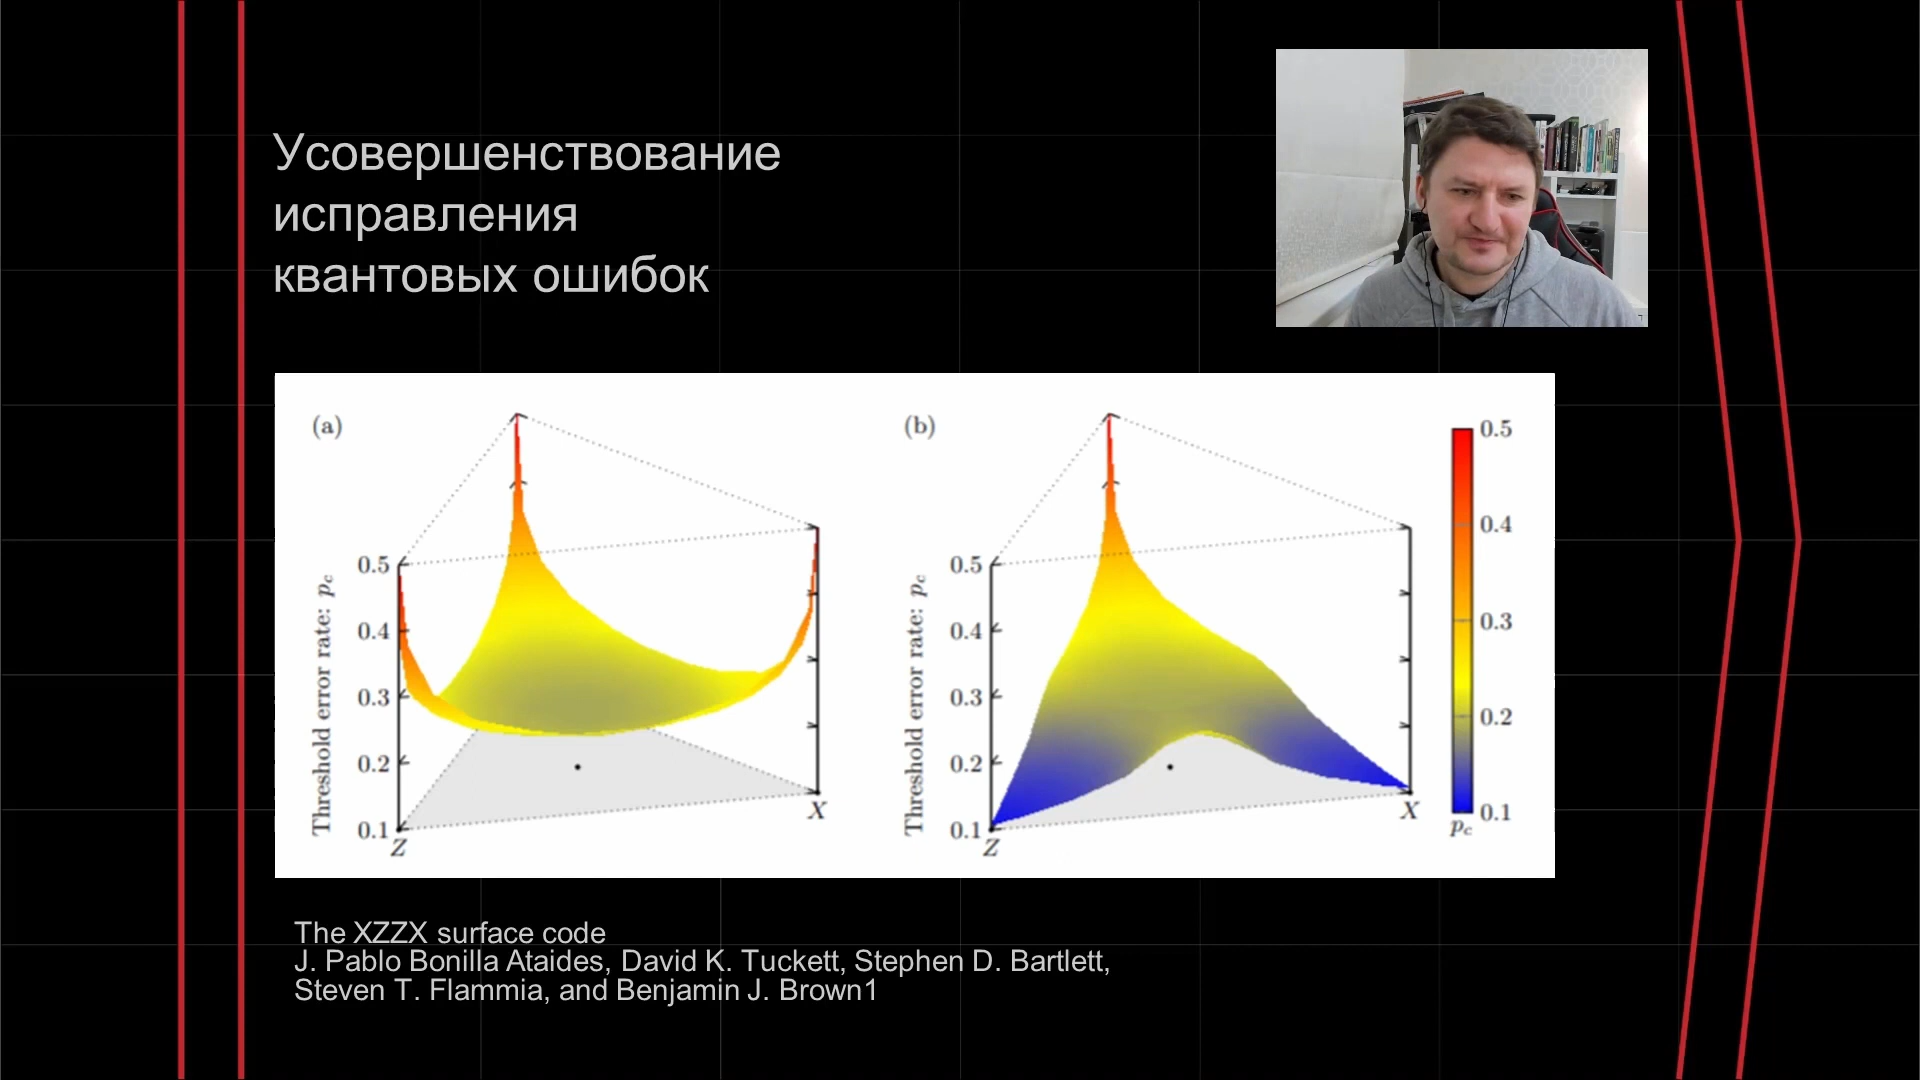 Усовершенствование
исправления
квантовых ошибок
(a)
Threshold error rate: pc
0.5
0.4
0.3
0.2
0.1
Z
X
(b)
Threshold error rate: pc
0.5
0.4
0.3
0.2
0.1
Z
X
0.5
0.4
0.3
0.2
0.1
pc
The XZZX surface code
J. Pablo Bonilla Ataides, David K. Tuckett, Stephen D. Bartlett,
Steven T. Flammia, and Benjamin J. Brown1